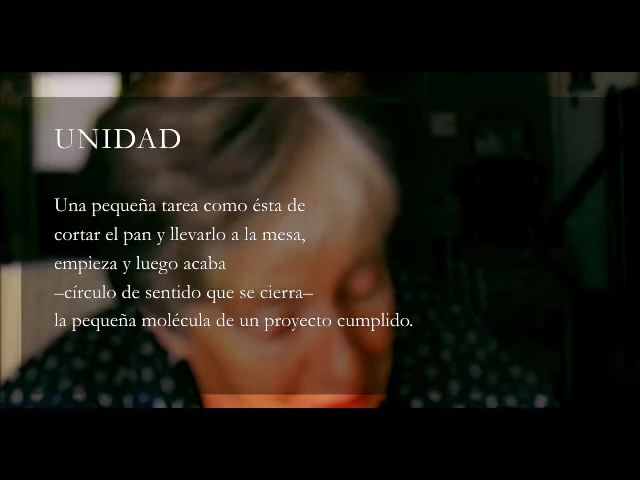 UNIDAD
Una pequeña tarea como ésta de
cortar el pan y llevarlo a la mesa,
empieza y luego acaba
–círculo de sentido que se cierra–
la pequeña molécula de un proyecto cumplido.